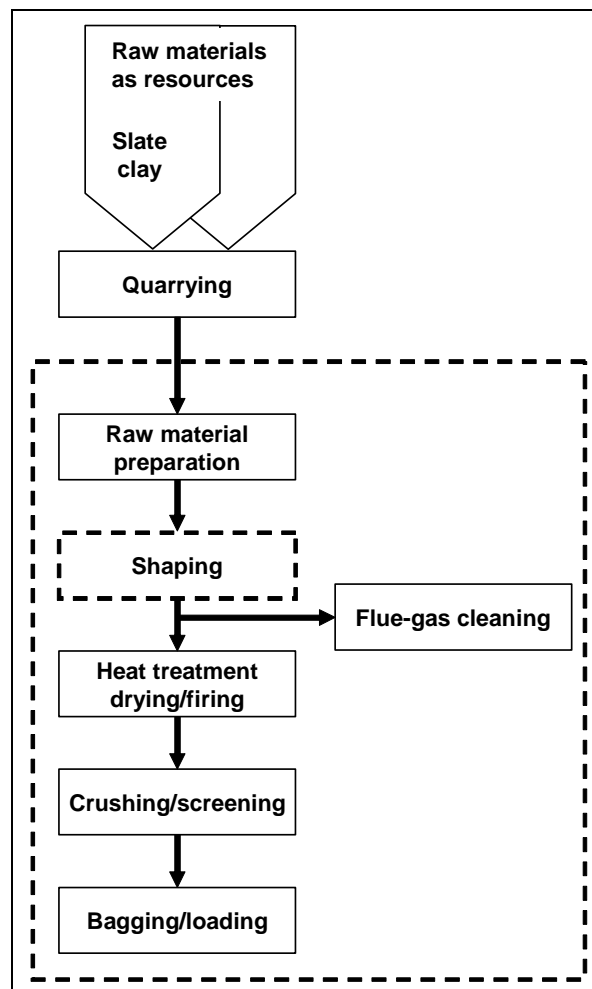 Raw materials
as resources
Slate
clay
Quarrying
Raw material
preparation
Shaping
Flue-gas cleaning
Heat treatment
drying/firing
Crushing/screening
Bagging/loading